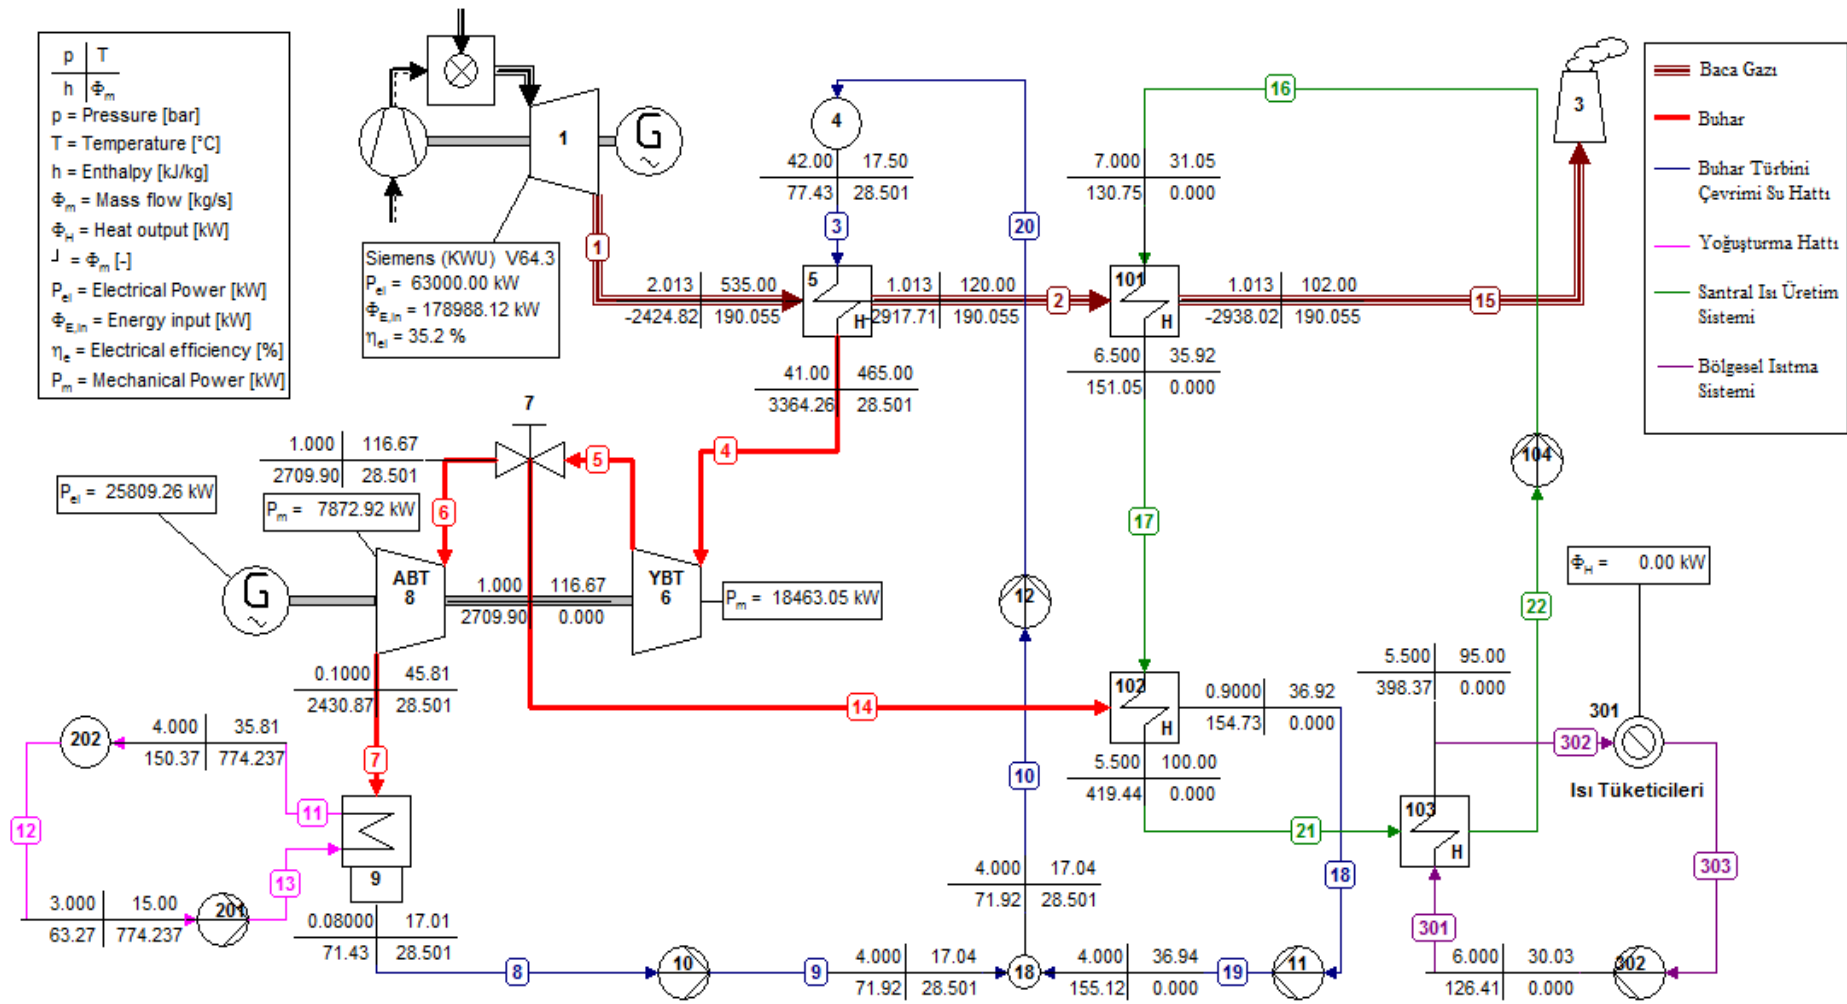 p T
h Φm
p = Pressure [bar]
T = Temperature [°C]
h = Enthalpy [kJ/kg]
Φm = Mass flow [kg/s]
ΦH = Heat output [kW]
┘ = Φm [-]
Pel = Electrical Power [kW]
ΦE,in = Energy input [kW]
ηe = Electrical efficiency [%]
Pm = Mechanical Power [kW]
1
G
~
Siemens (KWU) V64.3
Pel = 63000.00 kW
ΦE,in = 178988.12 kW
ηel = 35.2 %
1
2.013 535.00
-2424.82 190.055
4
42.00 17.50
77.43 28.501
3
20
5
H
1.013 120.00
-2917.71 190.055
2
16
7.000 31.05
130.75 0.000
101
H
1.013 102.00
-2938.02 190.055
15
3
Baca Gazı
Buhar
Buhar Türbini
Çevrimi Su Hattı
Yoğuşturma Hattı
Santral Isı Üretim
Sistemi
Bölgesel Isıtma
Sistemi
41.00 465.00
3364.26 28.501
6.500 35.92
151.05 0.000
7
1.000 116.67
2709.90 28.501
5
4
6
Pel = 25809.26 kW
Pm = 7872.92 kW
G
~
ABT
8
1.000 116.67
2709.90 0.000
YBT
6
Pm = 18463.05 kW
12
17
104
22
ΦH = 0.00 kW
0.1000 45.81
2430.87 28.501
14
102
H
0.9000 36.92
154.73 0.000
5.500 95.00
398.37 0.000
301
302
Isı Tüketicileri
202
4.000 35.81
150.37 774.237
7
10
5.500 100.00
419.44 0.000
12
11
21
103
H
9
13
3.000 15.00
63.27 774.237
201
4.000 17.04
71.92 28.501
18
303
301
0.08000 17.01
71.43 28.501
8
10
9
4.000 17.04
71.92 28.501
18
4.000 36.94
155.12 0.000
19
11
6.000 30.03
126.41 0.000
302